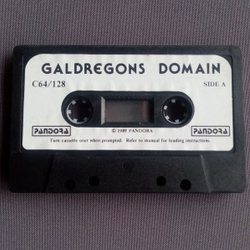 GALDREGONS DOMAIN
C64/128 SIDE A
PANDORA © 1989 PANDORA PANDORA
Turn cassette over when prompted. Refer to manual for loading instructions.